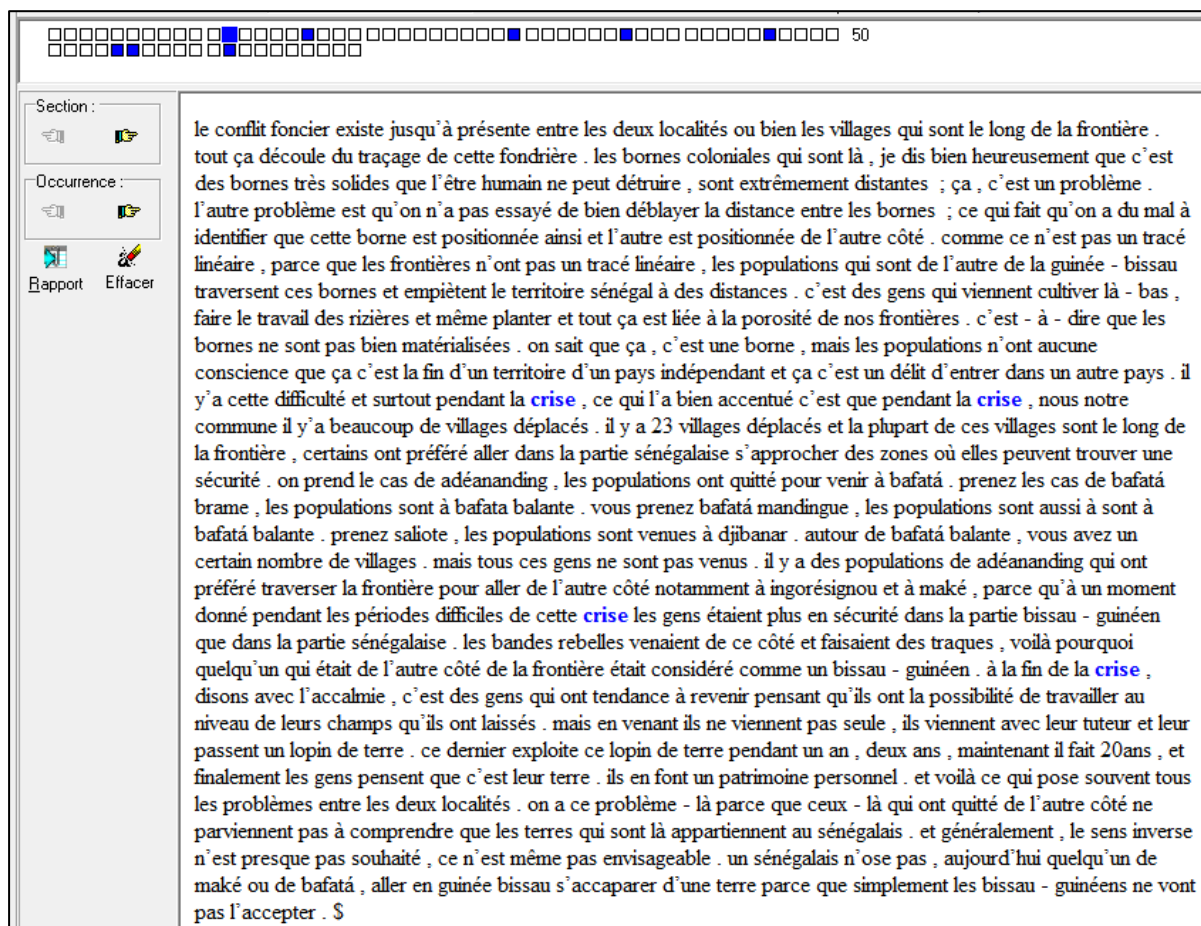 50
Section :
Occurrence :
Rapport Effacer
le conflit foncier existe jusqu’à présente entre les deux localités ou bien les villages qui sont le long de la frontière .
tout ça découle du traçage de cette fondrière . les bornes coloniales qui sont là , je dis bien heureusement que c’est
des bornes très solides que l’être humain ne peut détruire , sont extrêmement distantes ; ça , c’est un problème .
l’autre problème est qu’on n’a pas essayé de bien déblayer la distance entre les bornes ; ce qui fait qu’on a du mal à
identifier que cette borne est positionnée ainsi et l’autre est positionnée de l’autre côté . comme ce n’est pas un tracé
linéaire , parce que les frontières n’ont pas un tracé linéaire , les populations qui sont de l’autre de la guinée - bissau
traversent ces bornes et empiètent le territoire sénégal à des distances . c’est des gens qui viennent cultiver là - bas ,
faire le travail des rizières et même planter et tout ça est liée à la porosité de nos frontières . c’est - à - dire que les
bornes ne sont pas bien matérialisées . on sait que ça , c’est une borne , mais les populations n’ont aucune
conscience que ça c’est la fin d’un territoire d’un pays indépendant et ça c’est un délit d’entrer dans un autre pays . il
y’a cette difficulté et surtout pendant la crise , ce qui l’a bien accentué c’est que pendant la crise , nous notre
commune il y’a beaucoup de villages déplacés . il y a 23 villages déplacés et la plupart de ces villages sont le long de
la frontière , certains ont préféré aller dans la partie sénégalaise s’approcher des zones où elles peuvent trouver une
sécurité . on prend le cas de adéananding , les populations ont quitté pour venir à bafatá . prenez les cas de bafatá
brame , les populations sont à bafata balante . vous prenez bafatá mandingue , les populations sont aussi à sont à
bafatá balante . prenez saliote , les populations sont venues à djibanar . autour de bafatá balante , vous avez un
certain nombre de villages . mais tous ces gens ne sont pas venus . il y a des populations de adéananding qui ont
préféré traverser la frontière pour aller de l’autre côté notamment à ingorésignou et à maké , parce qu’à un moment
donné pendant les périodes difficiles de cette crise les gens étaient plus en sécurité dans la partie bissau - guinéen
que dans la partie sénégalaise . les bandes rebelles venaient de ce côté et faisaient des traques , voilà pourquoi
quelqu’un qui était de l’autre côté de la frontière était considéré comme un bissau - guinéen . à la fin de la crise ,
disons avec l’accalmie , c’est des gens qui ont tendance à revenir pensant qu’ils ont la possibilité de travailler au
niveau de leurs champs qu’ils ont laissés . mais en venant ils ne viennent pas seule , ils viennent avec leur tuteur et leur
passent un lopin de terre . ce dernier exploite ce lopin de terre pendant un an , deux ans , maintenant il fait 20ans , et
finalement les gens pensent que c’est leur terre . ils en font un patrimoine personnel . et voilà ce qui pose souvent tous
les problèmes entre les deux localités . on a ce problème - là parce que ceux - là qui ont quitté de l’autre côté ne
parviennent pas à comprendre que les terres qui sont là appartiennent au sénégalais . et généralement , le sens inverse
n’est presque pas souhaité , ce n’est même pas envisageable . un sénégalais n’ose pas , aujourd’hui quelqu’un de
maké ou de bafatá , aller en guinée bissau s’accaparer d’une terre parce que simplement les bissau - guinéens ne vont
pas l’accepter . $